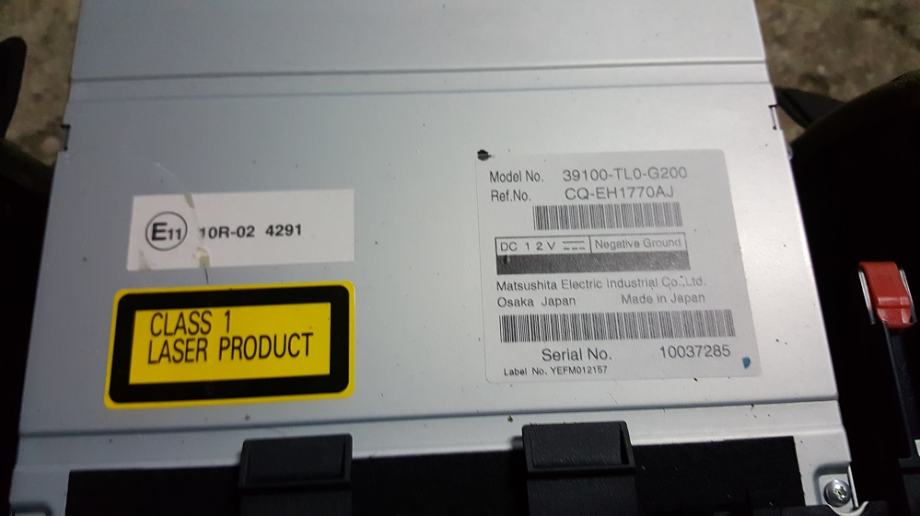 E11 10R-02 4291
CLASS 1
LASER PRODUCT
Model No. 39100-TL0-G200
Ref.No. CQ-EH1770AJ
DC 12V Negative Ground
Matsushita Electric Industrial Co.,Ltd.
Osaka Japan Made in Japan
Serial No. 10037285
Label No. YEFM012157